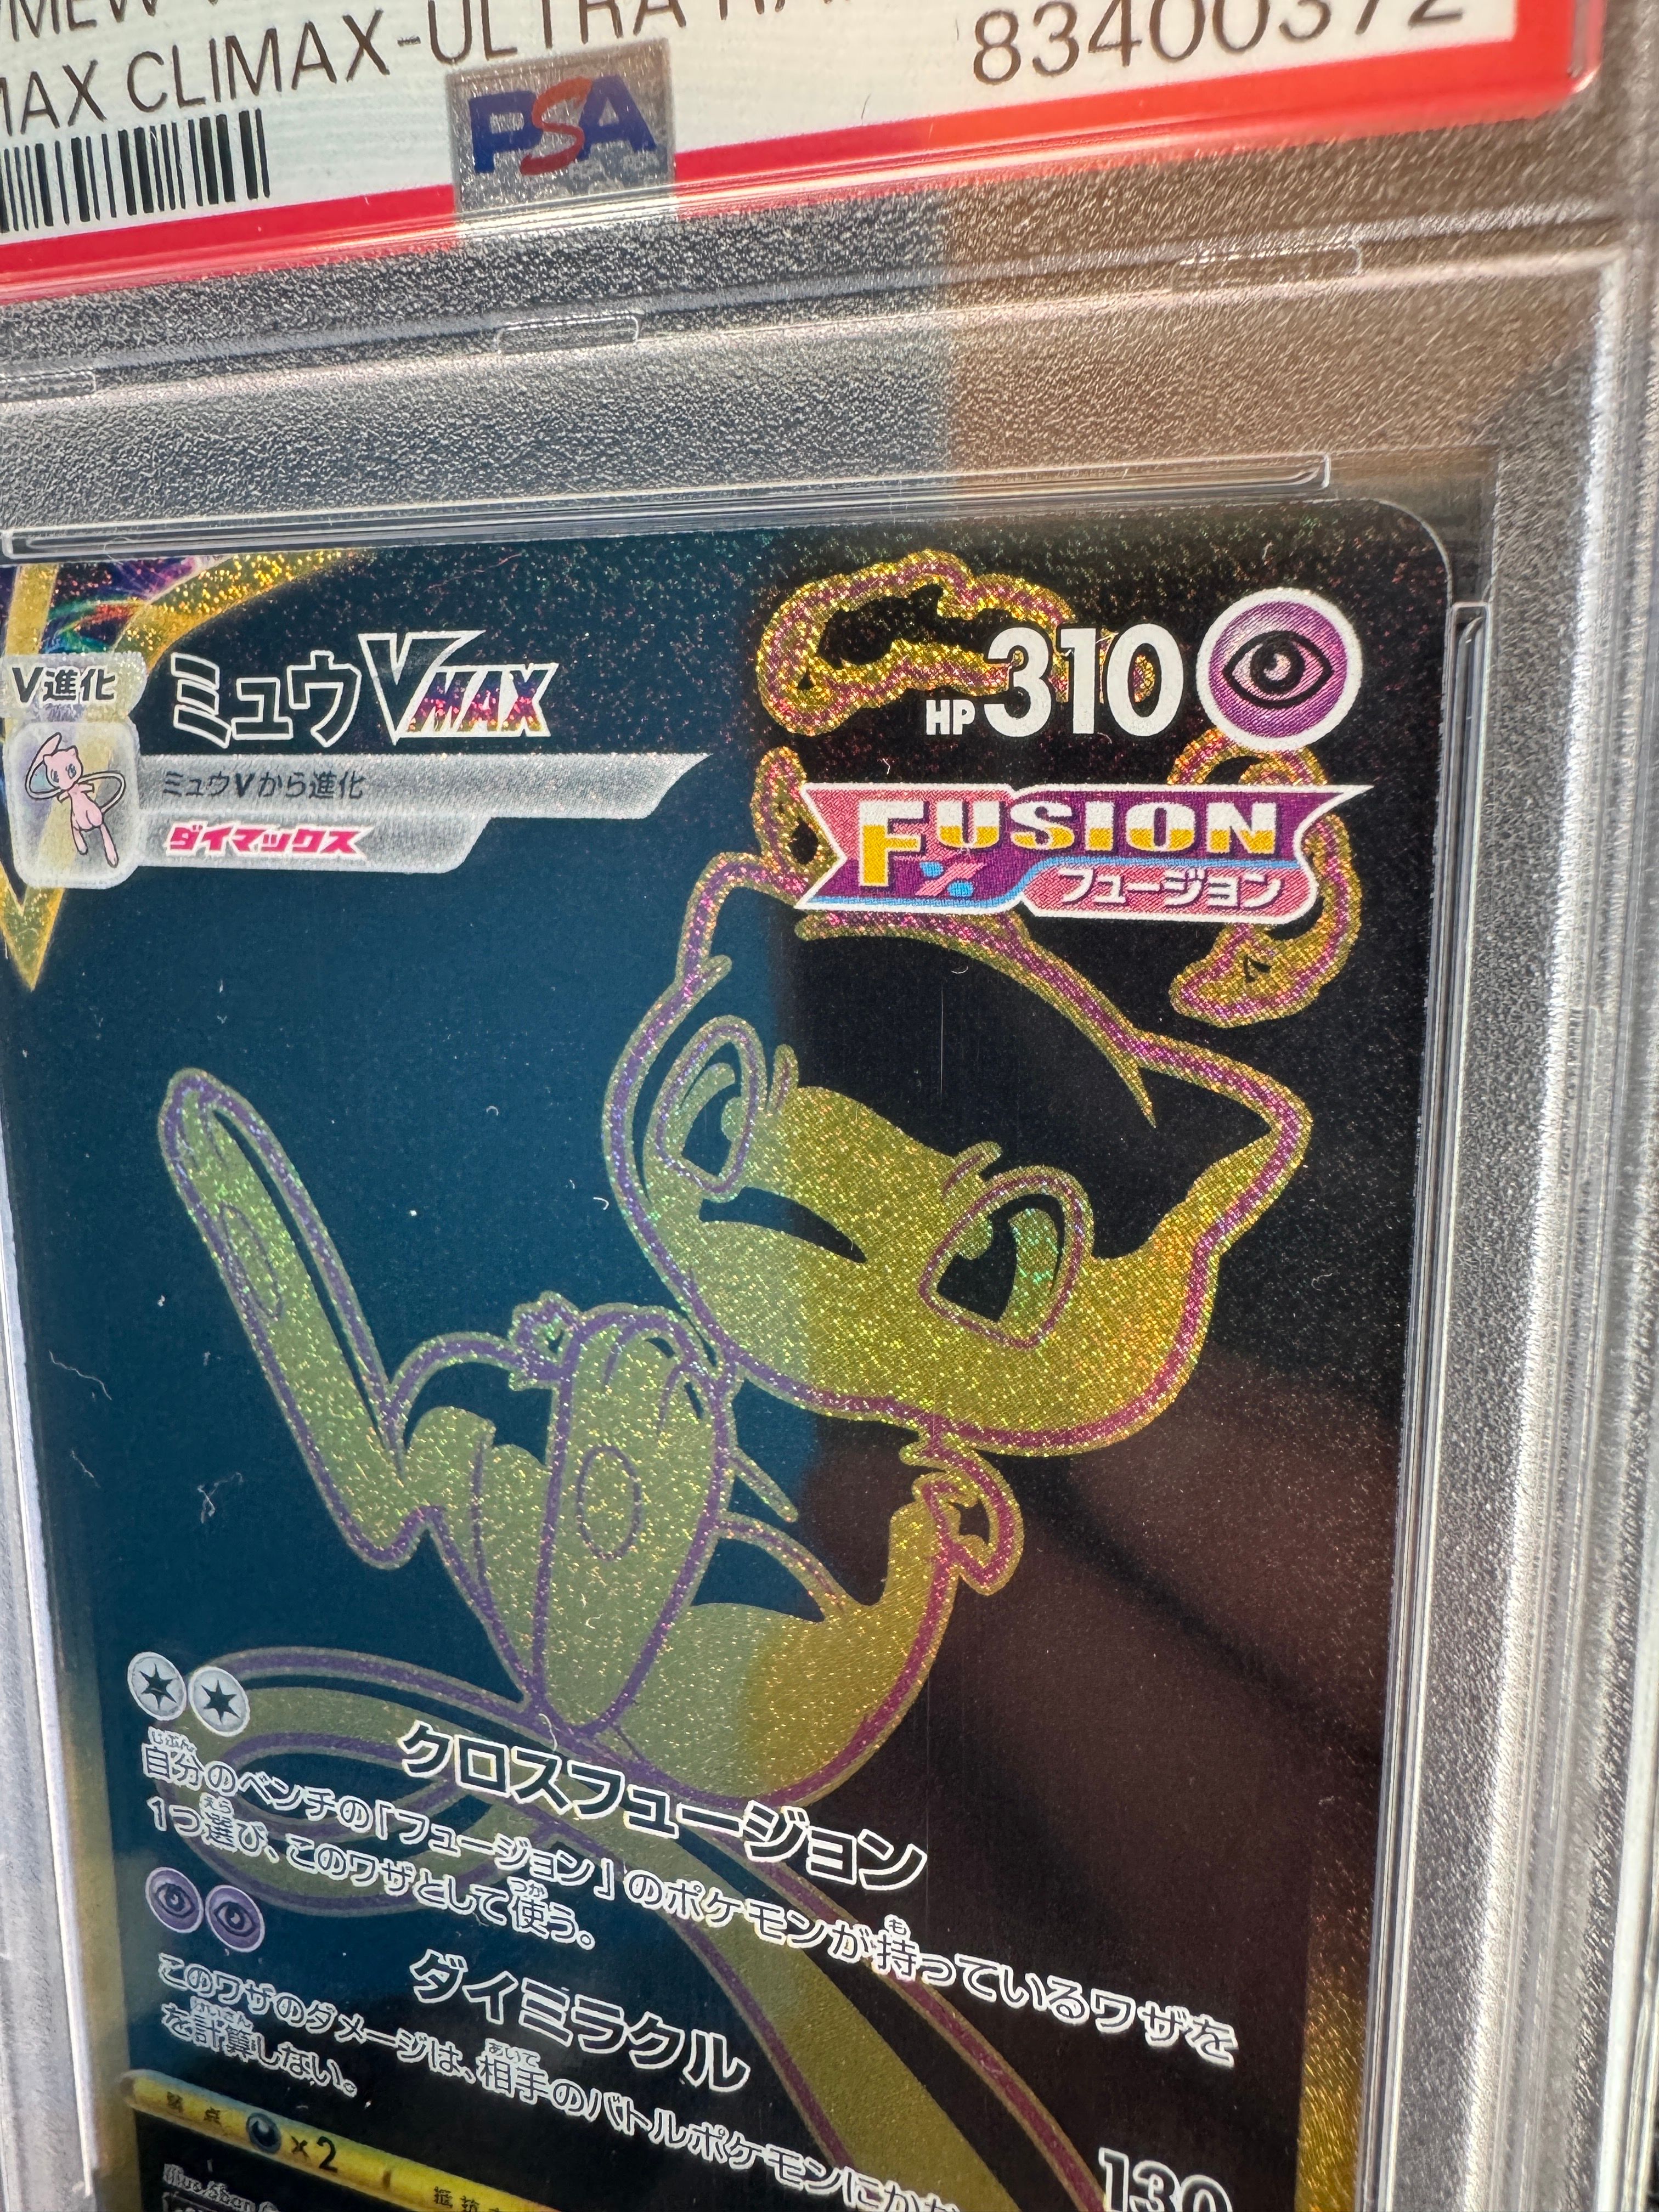 MEW
MAX CLIMAX-ULTRA
83400372
PSA
V進化
ミュウVMAX
HP 310
ミュウVから進化
ダイマックス
FUSION
フュージョン
クロスフュージョン
自分のベンチの「フュージョン」のポケモンが持っているワザを
1つ選び、このワザとして使う。
ダイミラクル
130
このワザのダメージは、相手のバトルポケモンにかか
を計算しない。
弱点 ×2
抵抗